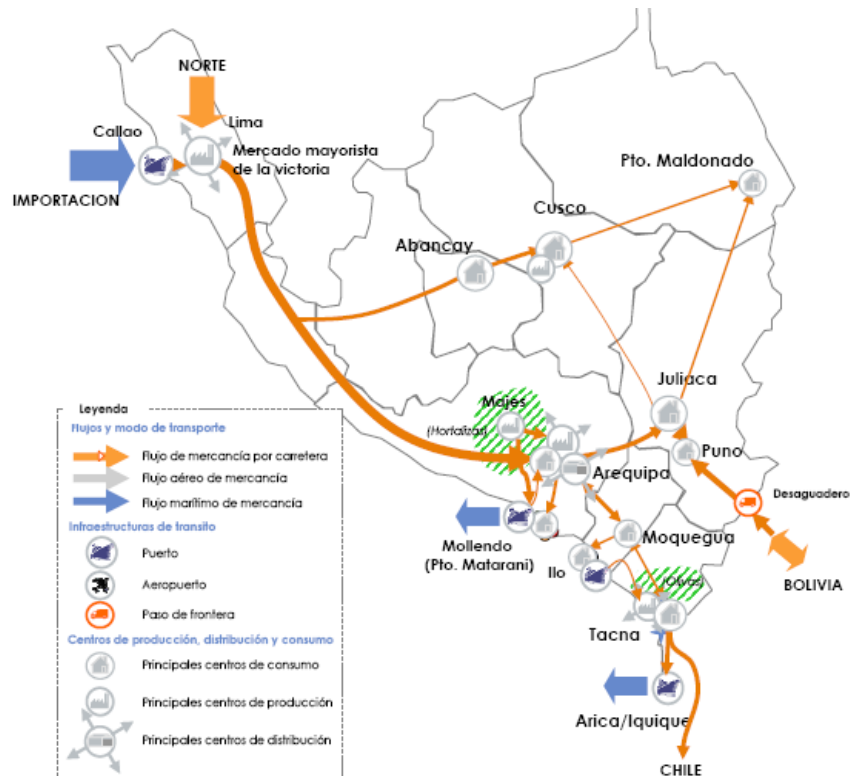 NORTE
Callao
Lima
Mercado mayorista
de la victoria
IMPORTACION
Pto. Maldonado
Cusco
Abancay
Juliaca
Majes
(Hortalizas)
Puno
Arequipa
Desaguadero
Mollendo
(Pto. Matarani)
Moquegua
Ilo
BOLIVIA
(Olivos)
Tacna
Arica/Iquique
CHILE
Leyenda
Flujos y modo de transporte
Flujo de mercancía por carretera
Flujo aéreo de mercancía
Flujo marítimo de mercancía
Infraestructuras de transito
Puerto
Aeropuerto
Paso de frontera
Centros de producción, distribución y consumo
Principales centros de consumo
Principales centros de producción
Principales centros de distribución